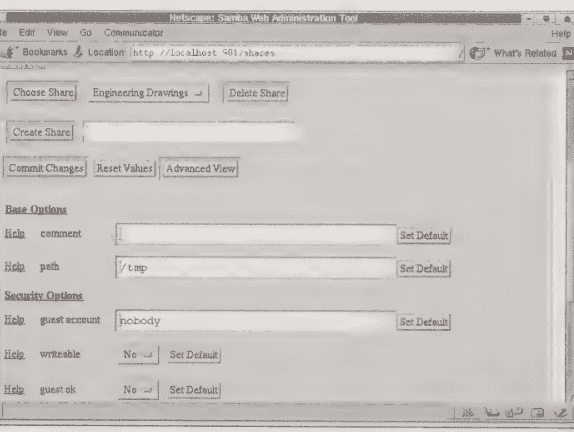 Netscape: Samba Web Administration Tool
Edit View Go Communicator Help
Bookmarks Location: http://localhost:901/shares What's Related
Choose Share Engineering Drawings Delete Share
Create Share
Commit Changes Reset Values Advanced View
Base Options
Help comment Set Default
Help path /tmp Set Default
Security Options
Help guest account nobody Set Default
Help writeable No Set Default
Help guest ok No Set Default